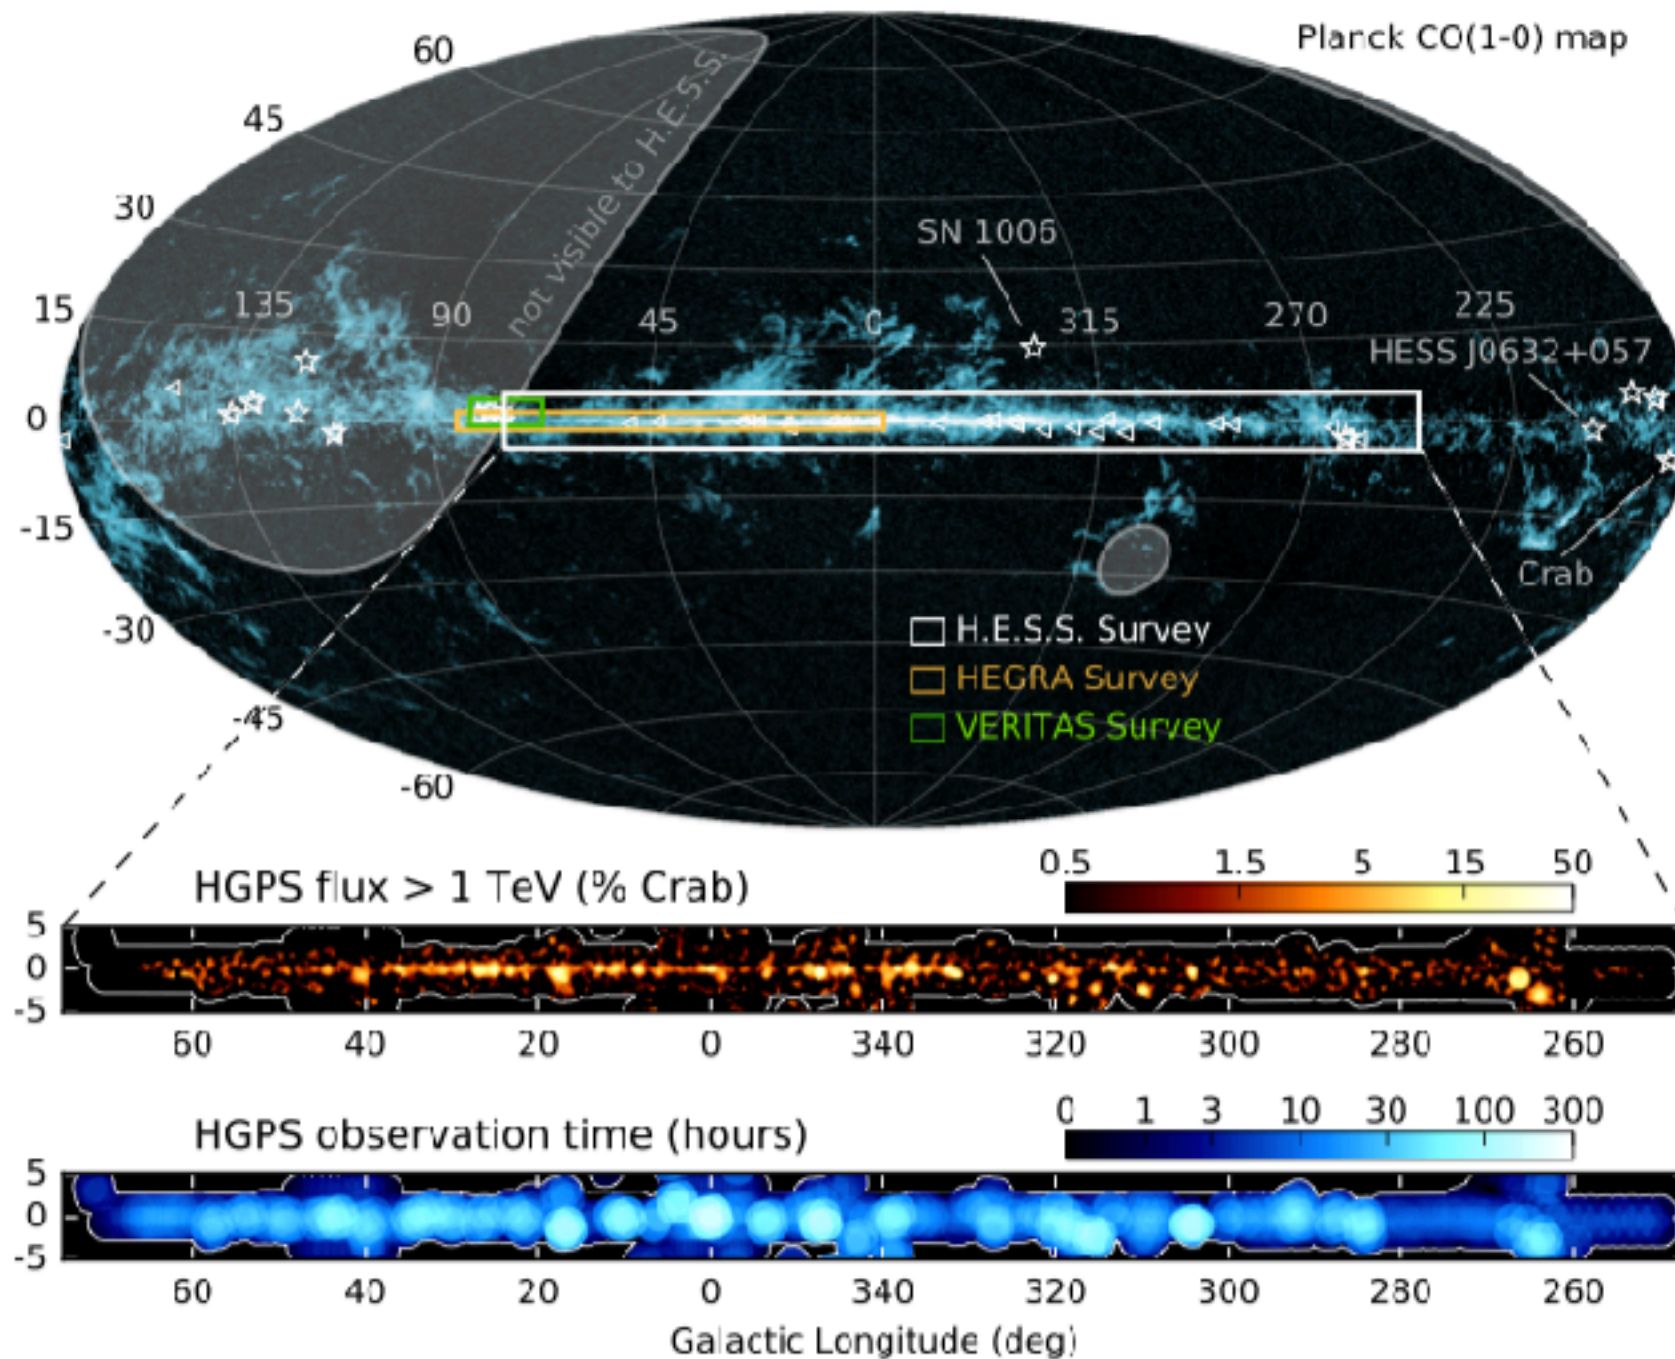 Planck CO(1-0) map
60
45
30
15
0
-15
-30
-45
-60
not visible to H.E.S.S.
135
90
45
0
315
270
225
SN 1006
HESS J0632+057
Crab
H.E.S.S. Survey
HEGRA Survey
VERITAS Survey
HGPS flux > 1 TeV (% Crab)
0.5 1.5 5 15 50
5
0
-5
60 40 20 0 340 320 300 280 260
HGPS observation time (hours)
0 1 3 10 30 100 300
5
0
-5
60 40 20 0 340 320 300 280 260
Galactic Longitude (deg)